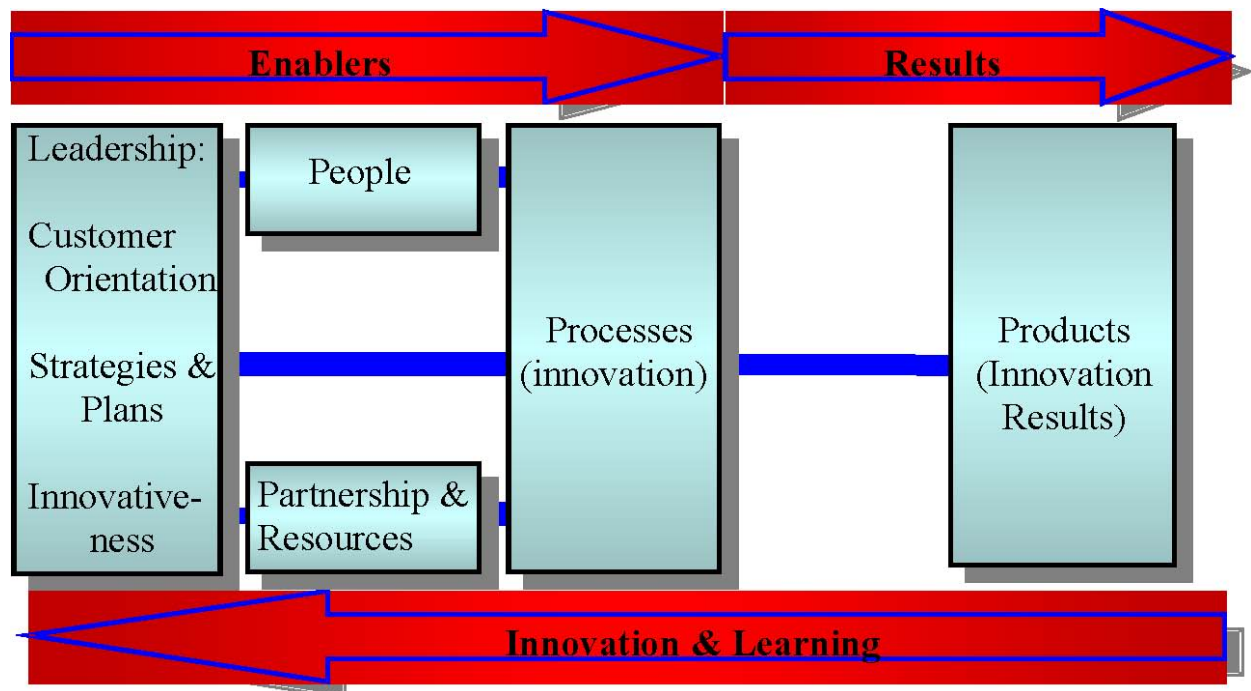 Enablers
Results
Leadership:
Customer
Orientation
Strategies &
Plans
Innovative-
ness
People
Partnership &
Resources
Processes
(innovation)
Products
(Innovation
Results)
Innovation & Learning